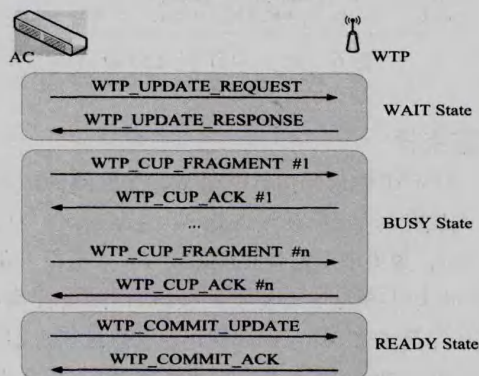 AC
WTP
WTP_UPDATE_REQUEST
WTP_UPDATE_RESPONSE
WAIT State
WTP_CUP_FRAGMENT #1
WTP_CUP_ACK #1
...
WTP_CUP_FRAGMENT #n
WTP_CUP_ACK #n
BUSY State
WTP_COMMIT_UPDATE
WTP_COMMIT_ACK
READY State